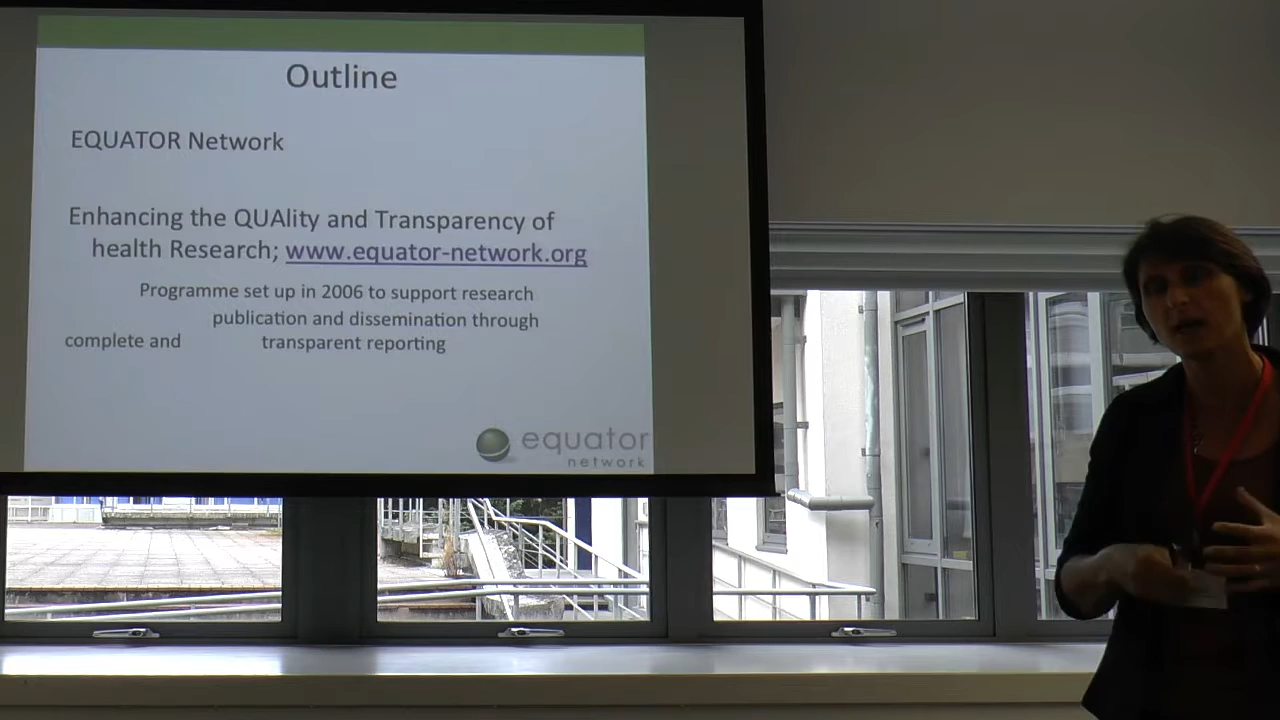 Outline
EQUATOR Network
Enhancing the QUAlity and Transparency of
health Research; www.equator-network.org
Programme set up in 2006 to support research
publication and dissemination through
complete and transparent reporting
equator
network